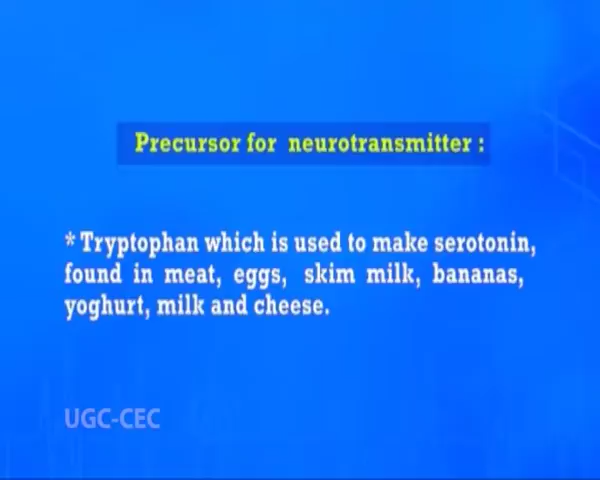 Precursor for neurotransmitter :
* Tryptophan which is used to make serotonin,
found in meat, eggs, skim milk, bananas,
yoghurt, milk and cheese.
UGC-CEC